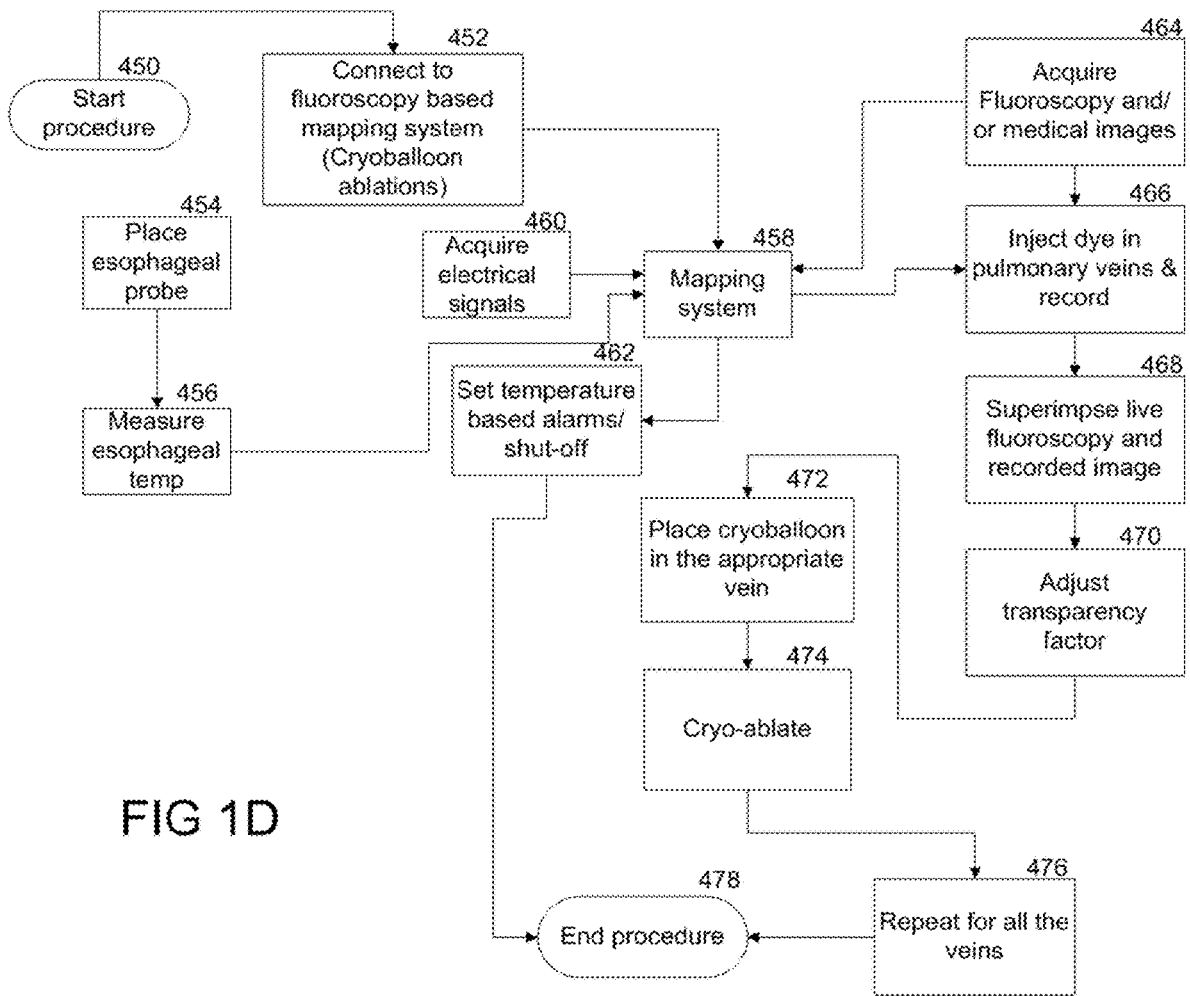 450
Start
procedure
452
Connect to
fluoroscopy based
mapping system
(Cryoballoon
ablations)
454
Place
esophageal
probe
456
Measure
esophageal
temp
460
Acquire
electrical
signals
458
Mapping
system
462
Set temperature
based alarms/
shut-off
464
Acquire
Fluoroscopy and/
or medical images
466
Inject dye in
pulmonary veins &
record
468
Superimpse live
fluoroscopy and
recorded image
470
Adjust
transparency
factor
472
Place cryoballoon
in the appropriate
vein
474
Cryo-ablate
476
Repeat for all the
veins
478
End procedure
FIG 1D